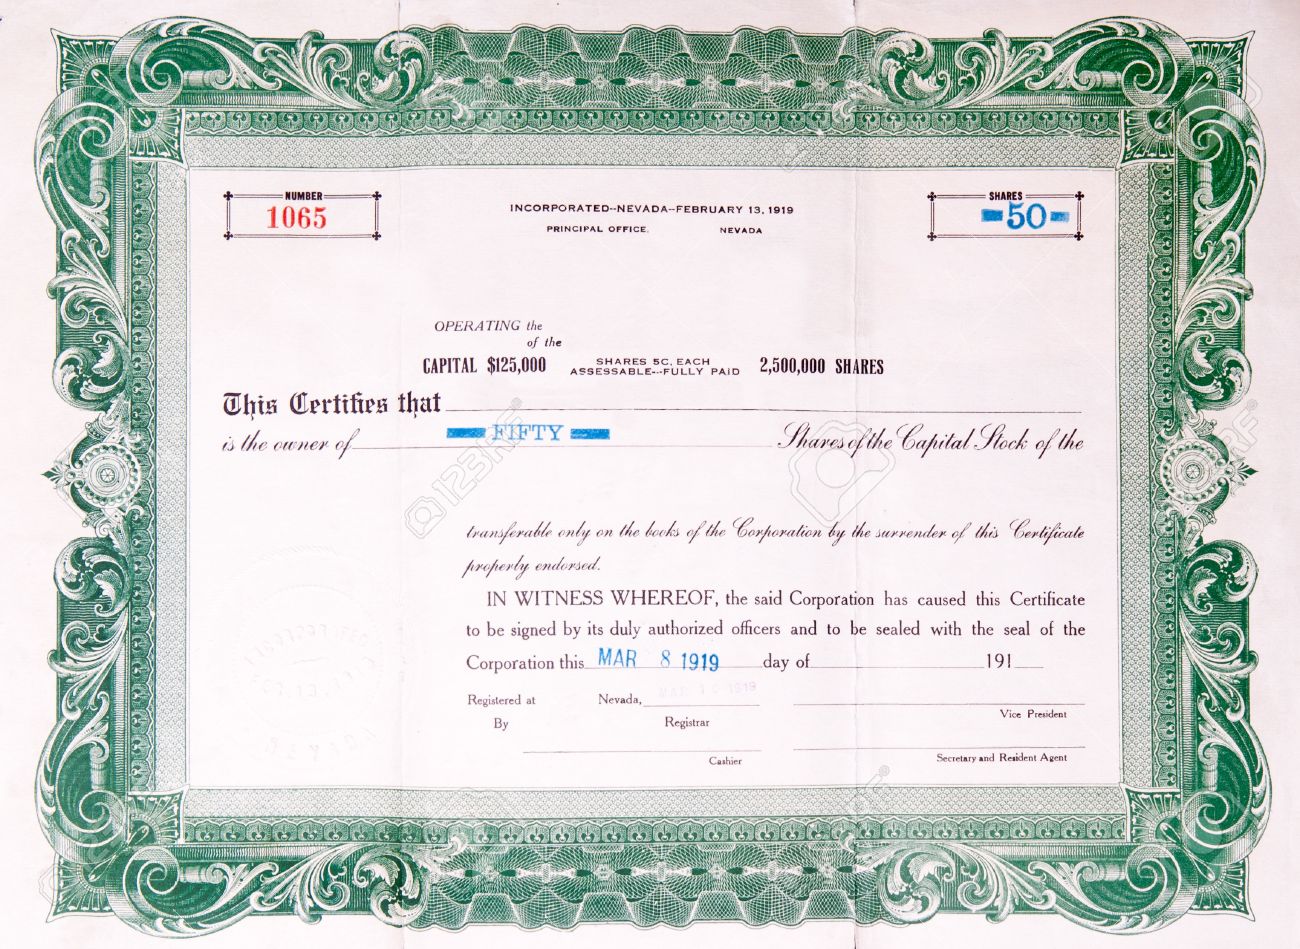 NUMBER
1065
INCORPORATED--NEVADA--FEBRUARY 13, 1919
PRINCIPAL OFFICE, NEVADA
SHARES
50
OPERATING the
of the
CAPITAL $125,000 SHARES 5C. EACH ASSESSABLE--FULLY PAID 2,500,000 SHARES
This Certifies that
is the owner of FIFTY Shares of the Capital Stock of the
transferable only on the books of the Corporation by the surrender of this Certificate
properly endorsed.
IN WITNESS WHEREOF, the said Corporation has caused this Certificate
to be signed by its duly authorized officers and to be sealed with the seal of the
Corporation this MAR 8 1919 day of 191
Registered at Nevada, MAR 10 1919
By Registrar
Vice President
Cashier
Secretary and Resident Agent
123RF